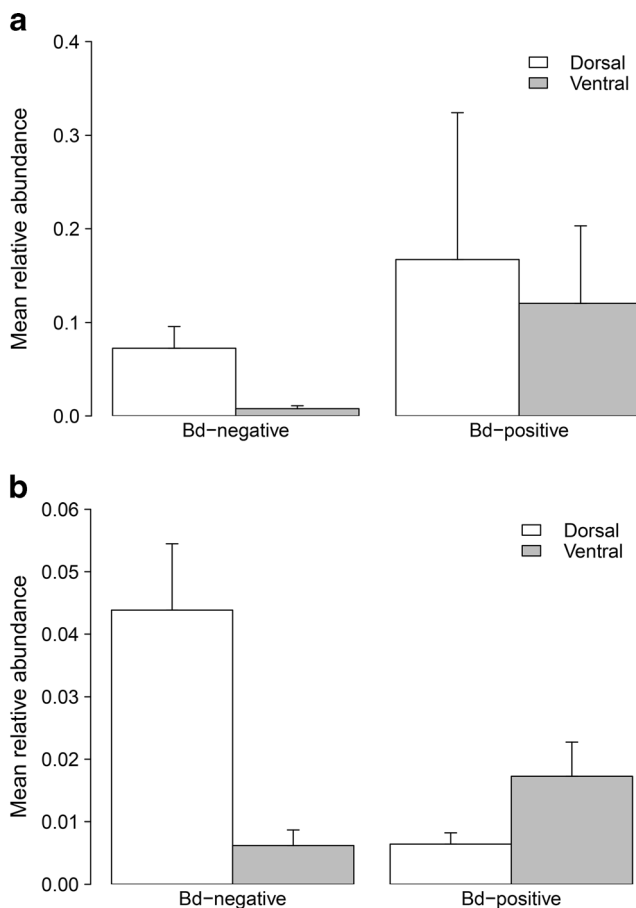 a
Mean relative abundance
0.4
0.3
0.2
0.1
0.0
Dorsal
Ventral
Bd−negative
Bd−positive
b
Mean relative abundance
0.06
0.05
0.04
0.03
0.02
0.01
0.00
Dorsal
Ventral
Bd−negative
Bd−positive